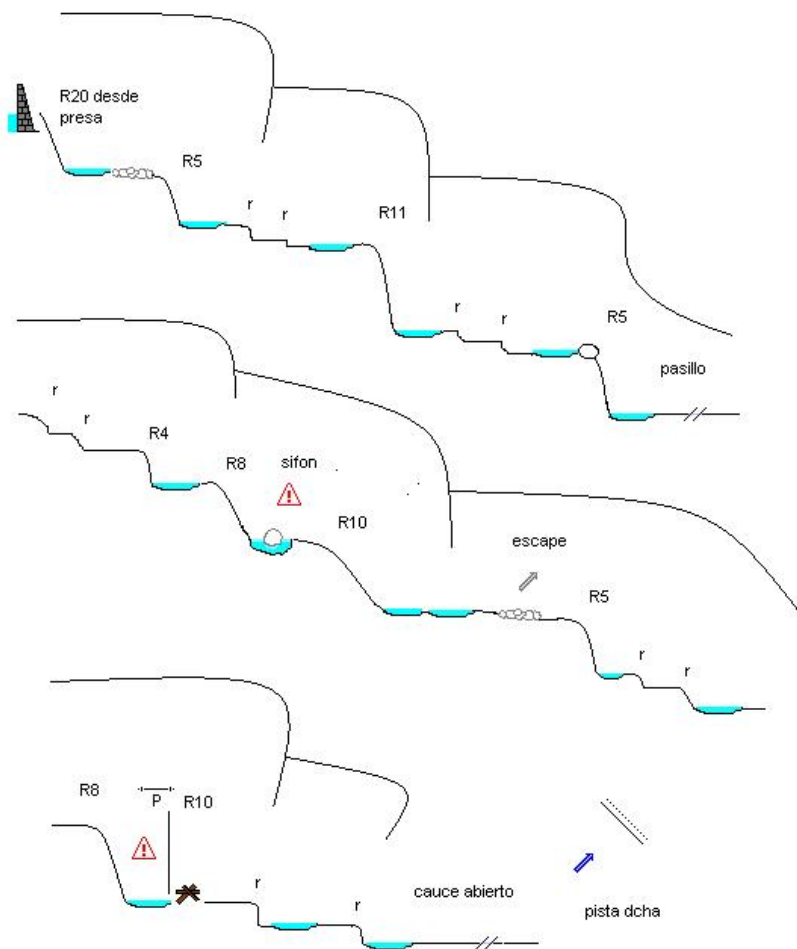 R20 desde
presa
R5
r r
R11
r r
R5
pasillo
r r
R4
R8
sifon
R10
escape
R5
r r
R8
P
R10
r r
cauce abierto
pista dcha